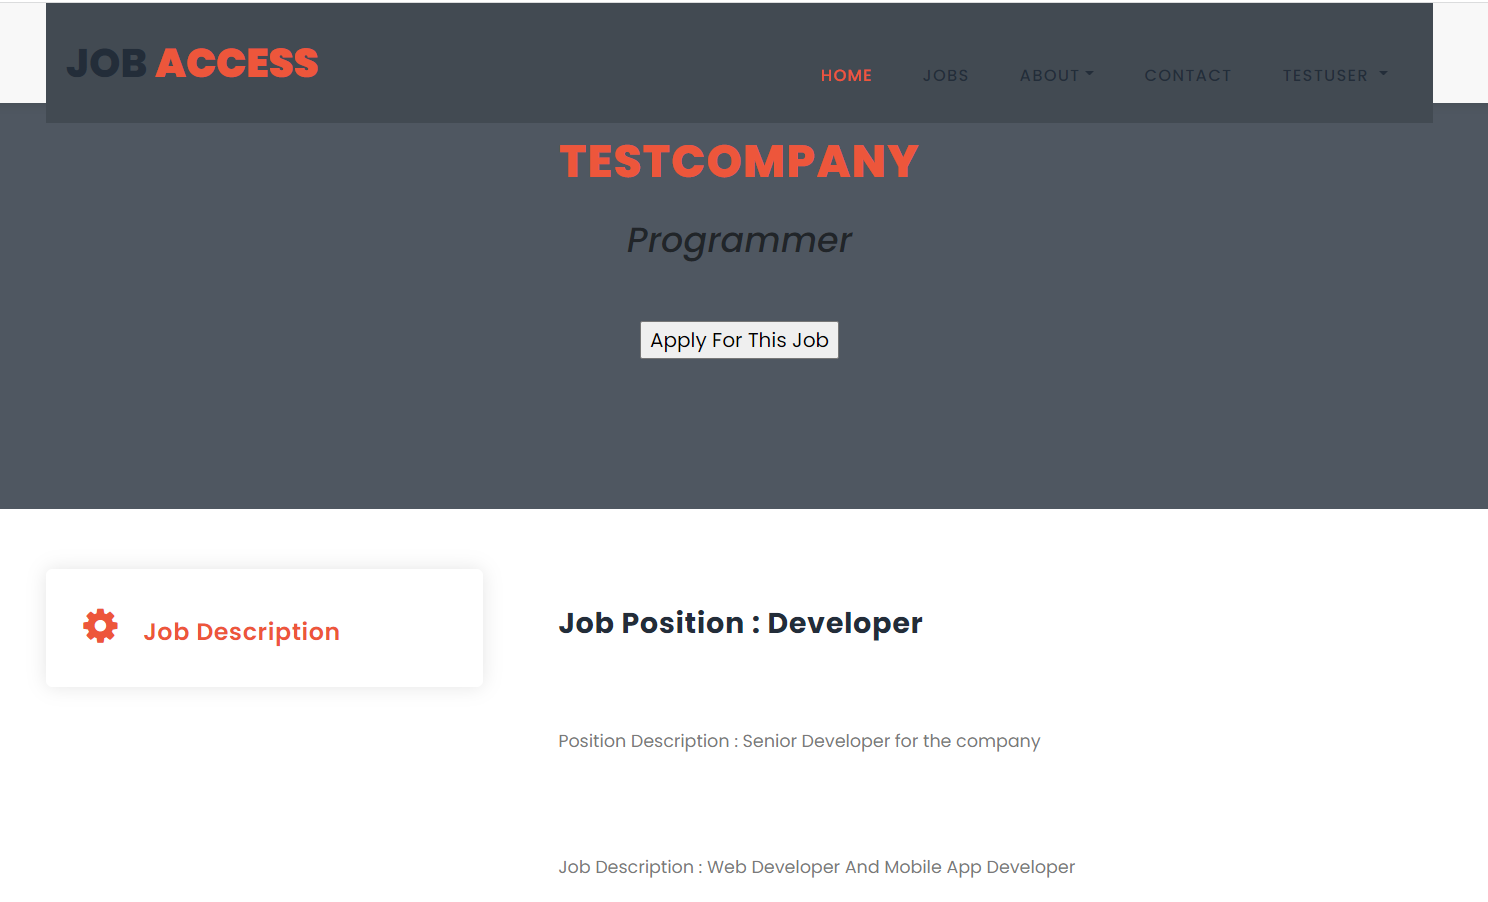 JOB ACCESS
HOME JOBS ABOUT CONTACT TESTUSER
TESTCOMPANY
Programmer
Apply For This Job
Job Description
Job Position : Developer
Position Description : Senior Developer for the company
Job Description : Web Developer And Mobile App Developer